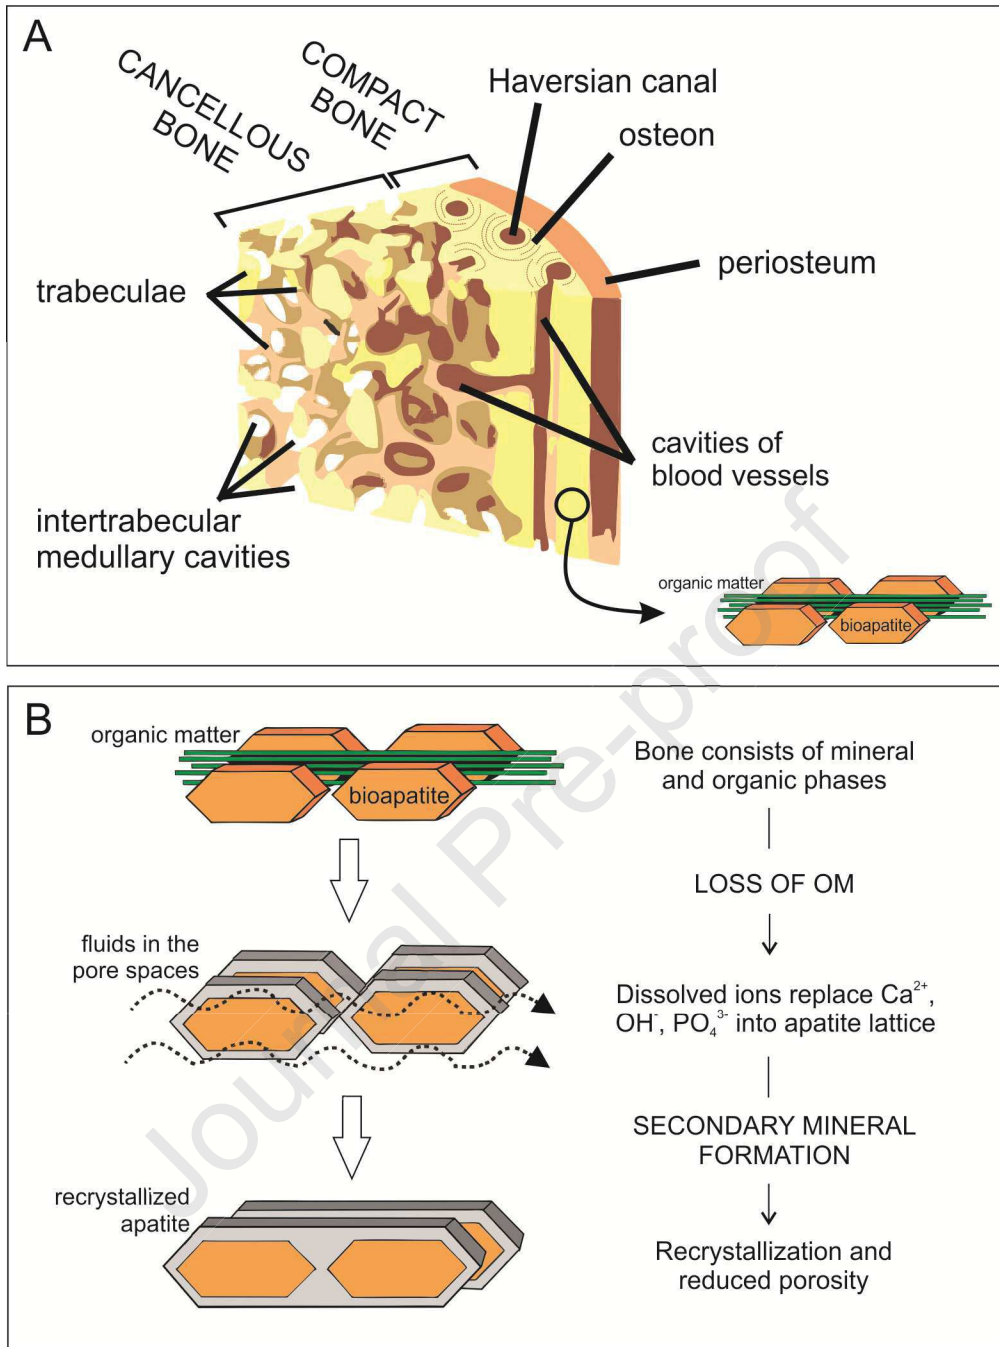 A
CANCELLOUS
BONE
COMPACT
BONE
Haversian canal
osteon
periosteum
trabeculae
cavities of
blood vessels
intertrabecular
medullary cavities
organic matter
bioapatite
B
organic matter
bioapatite
Bone consists of mineral
and organic phases
LOSS OF OM
fluids in the
pore spaces
Dissolved ions replace Ca²⁺,
OH⁻, PO₄³⁻ into apatite lattice
SECONDARY MINERAL
FORMATION
recrystallized
apatite
Recrystallization and
reduced porosity
Journal Pre-proof